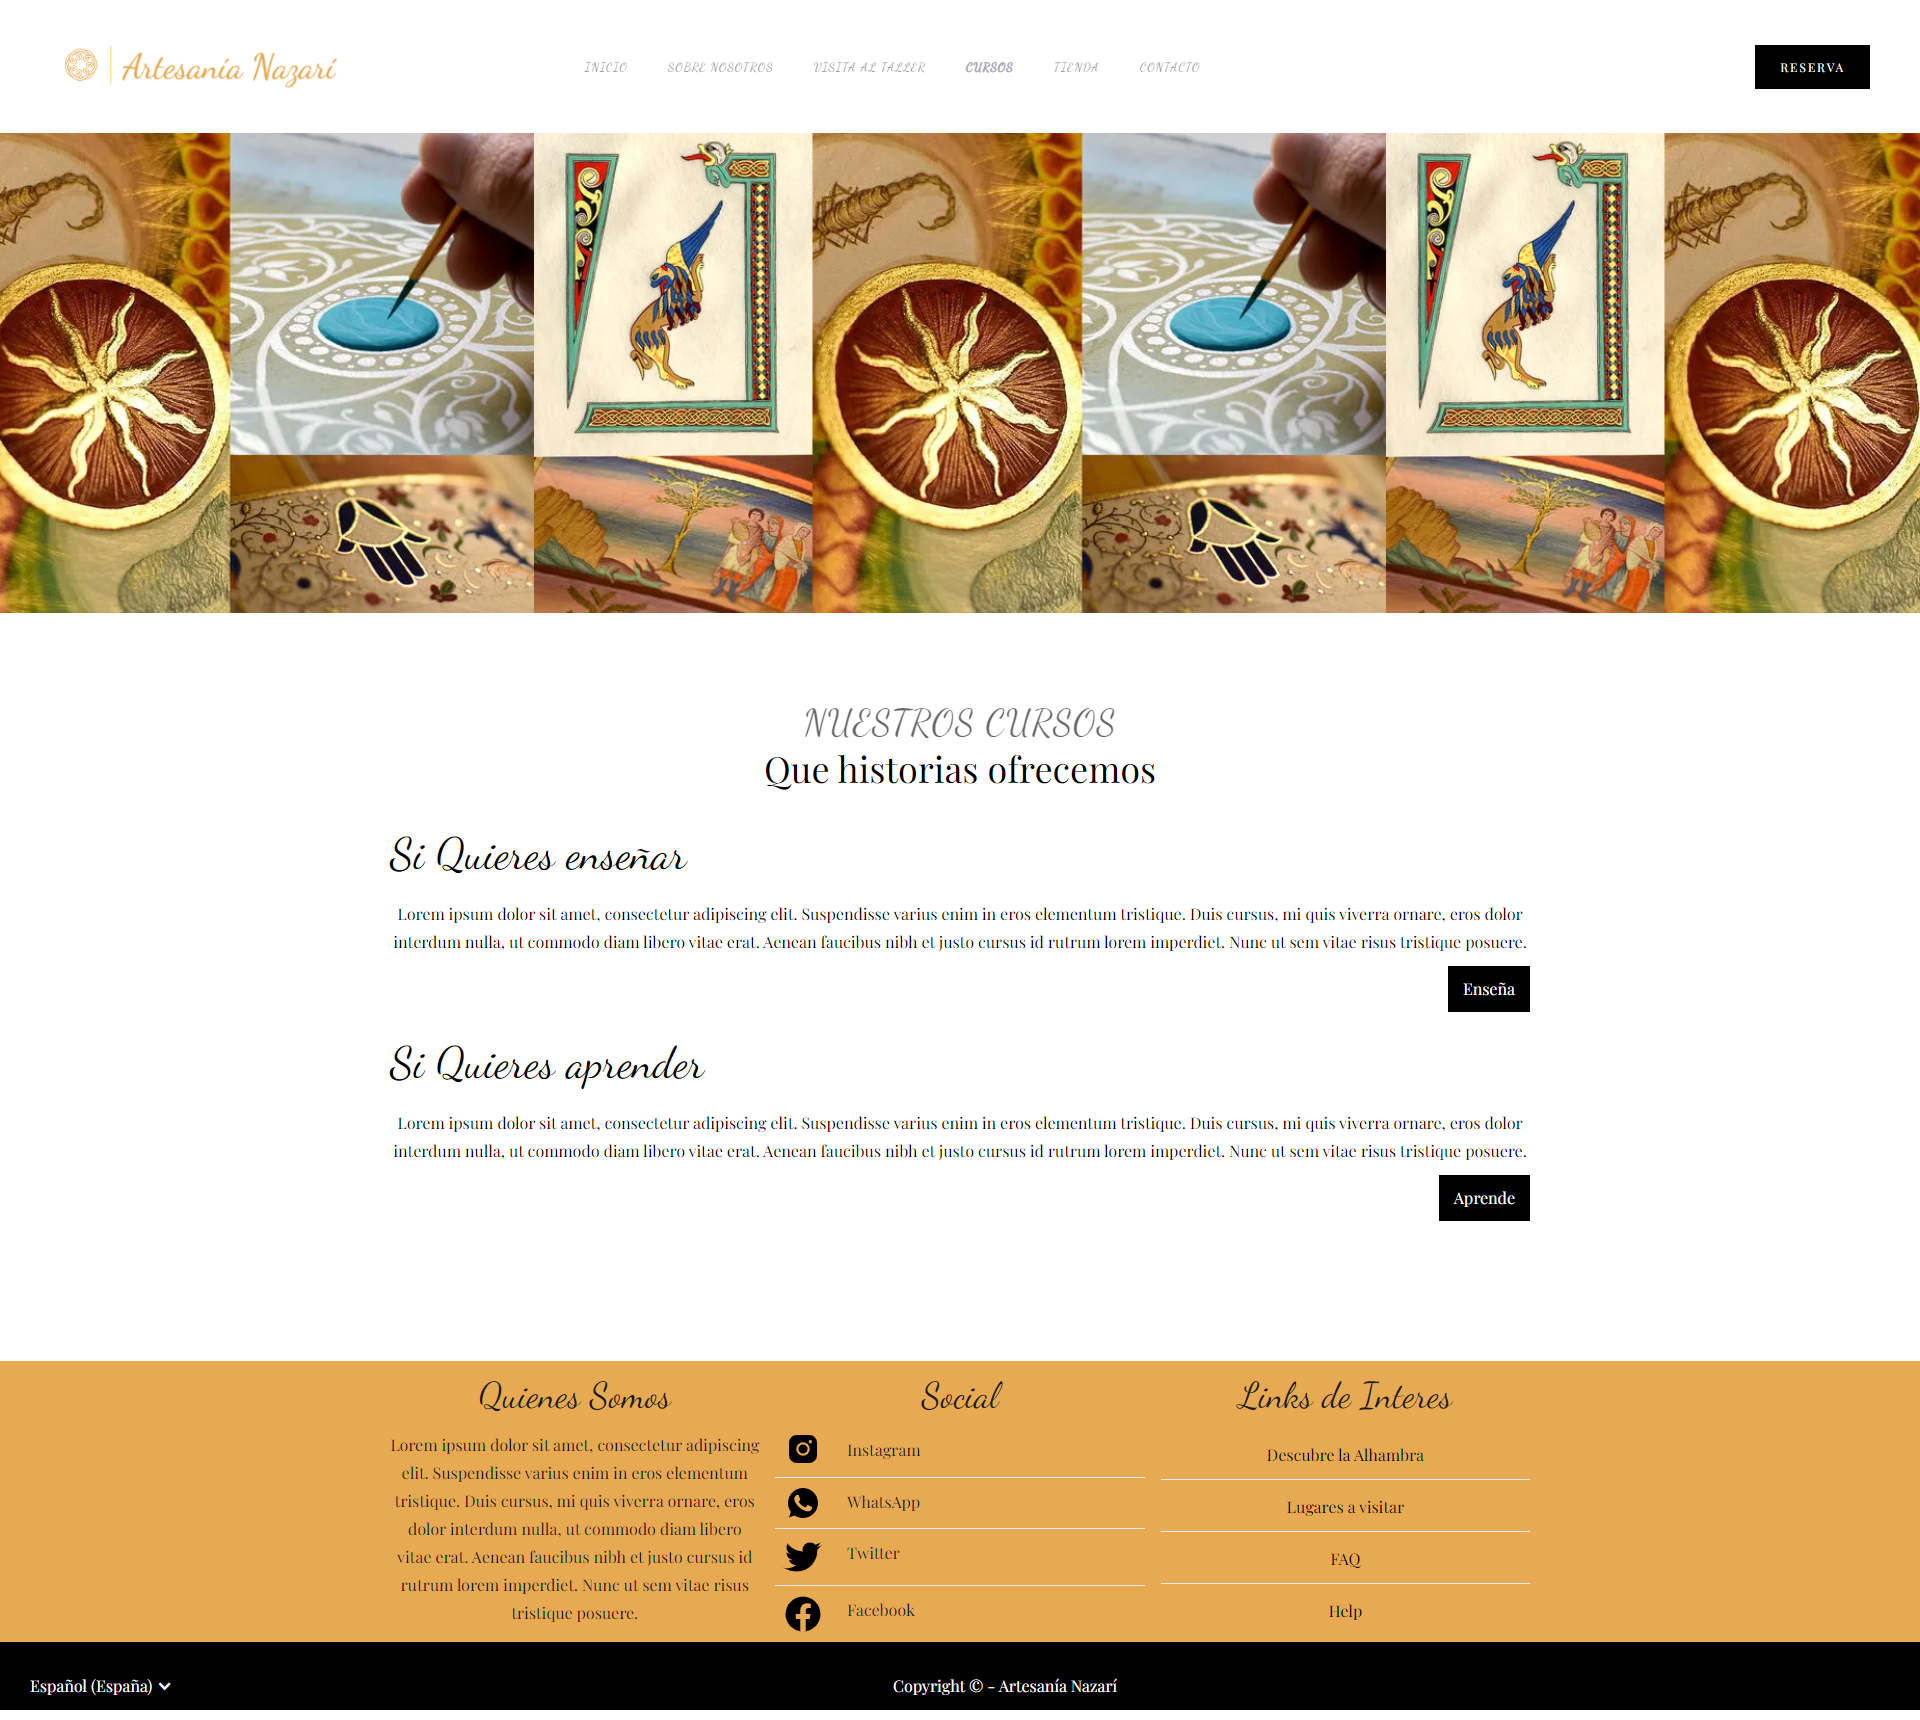 Artesanía Nazarí
INICIO
SOBRE NOSOTROS
VISITA AL TALLER
CURSOS
TIENDA
CONTACTO
RESERVA
NUESTROS CURSOS
Que historias ofrecemos
Si Quieres enseñar
Lorem ipsum dolor sit amet, consectetur adipiscing elit. Suspendisse varius enim in eros elementum tristique. Duis cursus, mi quis viverra ornare, eros dolor
interdum nulla, ut commodo diam libero vitae erat. Aenean faucibus nibh et justo cursus id rutrum lorem imperdiet. Nunc ut sem vitae risus tristique posuere.
Enseña
Si Quieres aprender
Lorem ipsum dolor sit amet, consectetur adipiscing elit. Suspendisse varius enim in eros elementum tristique. Duis cursus, mi quis viverra ornare, eros dolor
interdum nulla, ut commodo diam libero vitae erat. Aenean faucibus nibh et justo cursus id rutrum lorem imperdiet. Nunc ut sem vitae risus tristique posuere.
Aprende
Quienes Somos
Lorem ipsum dolor sit amet, consectetur adipiscing
elit. Suspendisse varius enim in eros elementum
tristique. Duis cursus, mi quis viverra ornare, eros
dolor interdum nulla, ut commodo diam libero
vitae erat. Aenean faucibus nibh et justo cursus id
rutrum lorem imperdiet. Nunc ut sem vitae risus
tristique posuere.
Social
Instagram
WhatsApp
Twitter
Facebook
Links de Interes
Descubre la Alhambra
Lugares a visitar
FAQ
Help
Español (España)
Copyright © - Artesanía Nazarí